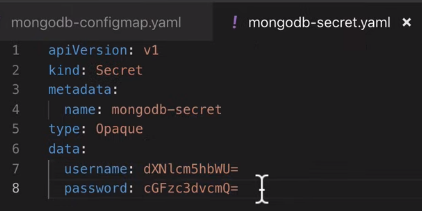 mongodb-configmap.yaml ! mongodb-secret.yaml ×
1 apiVersion: v1
2 kind: Secret
3 metadata:
4 name: mongodb-secret
5 type: Opaque
6 data:
7 username: dXNlcm5hbWU=
8 password: cGFzc3dvcmQ=